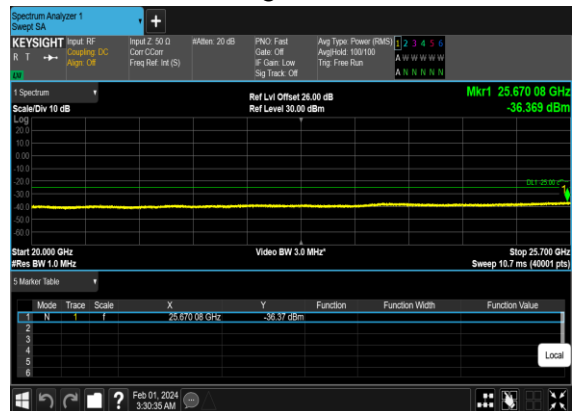 Spectrum Analyzer 1
Swept SA
+
KEYSIGHT Input: RF Input Z: 50 Ω #Atten: 20 dB PNO: Fast Avg Type: Power (RMS) 1 2 3 4 5 6
R T Coupling: DC Corr CCorr Gate: Off Avg|Hold: 100/100 A W W W W W
Align: Off Freq Ref: Int (S) IF Gain: Low Trig: Free Run
Sig Track: Off A N N N N N
LXI
1 Spectrum Ref Lvl Offset 26.00 dB Mkr1 25.670 08 GHz
Scale/Div 10 dB Ref Level 30.00 dBm -36.369 dBm
Log
20.0
10.0
0.00
-10.0
-20.0
DL1 -25.00
-30.0
1
-40.0
-50.0
-60.0
Start 20.000 GHz Video BW 3.0 MHz* Stop 25.700 GHz
#Res BW 1.0 MHz Sweep 10.7 ms (40001 pts)
5 Marker Table
Mode Trace Scale X Y Function Function Width Function Value
1 N 1 f 25.670 08 GHz -36.37 dBm
2
3
4
5
6
Local
? Feb 01, 2024
3:30:35 AM